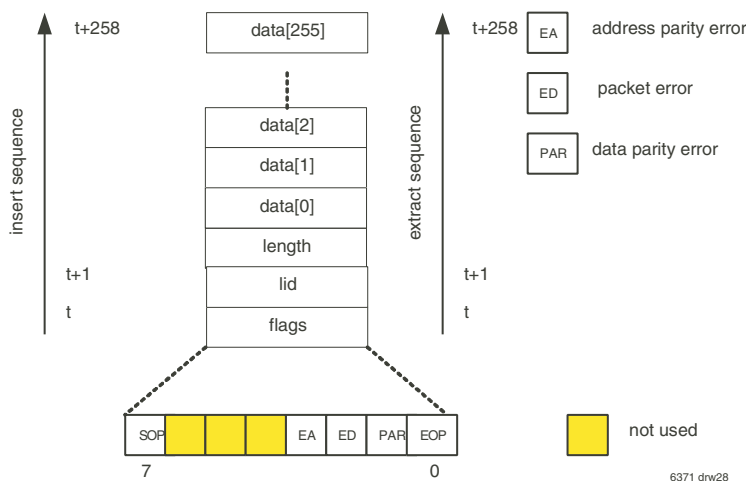 t+258
data[255]
t+258
EA
address parity error
ED
packet error
PAR
data parity error
insert sequence
extract sequence
data[2]
data[1]
data[0]
length
t+1
lid
t+1
t
flags
t
SOP
EA
ED
PAR
EOP
not used
7
0
6371 drw28